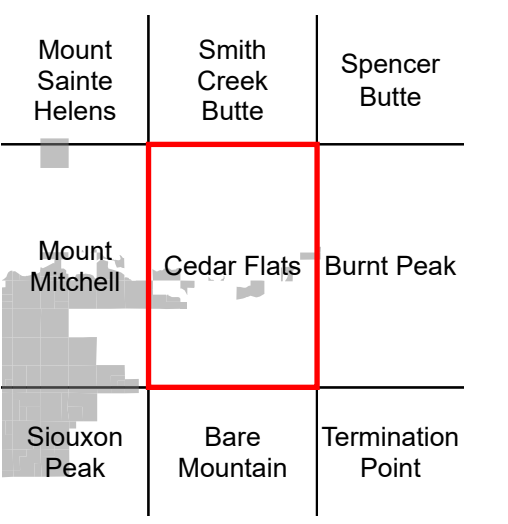 Mount
Sainte
Helens
Smith
Creek
Butte
Spencer
Butte
Mount
Mitchell
Cedar Flats
Burnt Peak
Siouxon
Peak
Bare
Mountain
Termination
Point